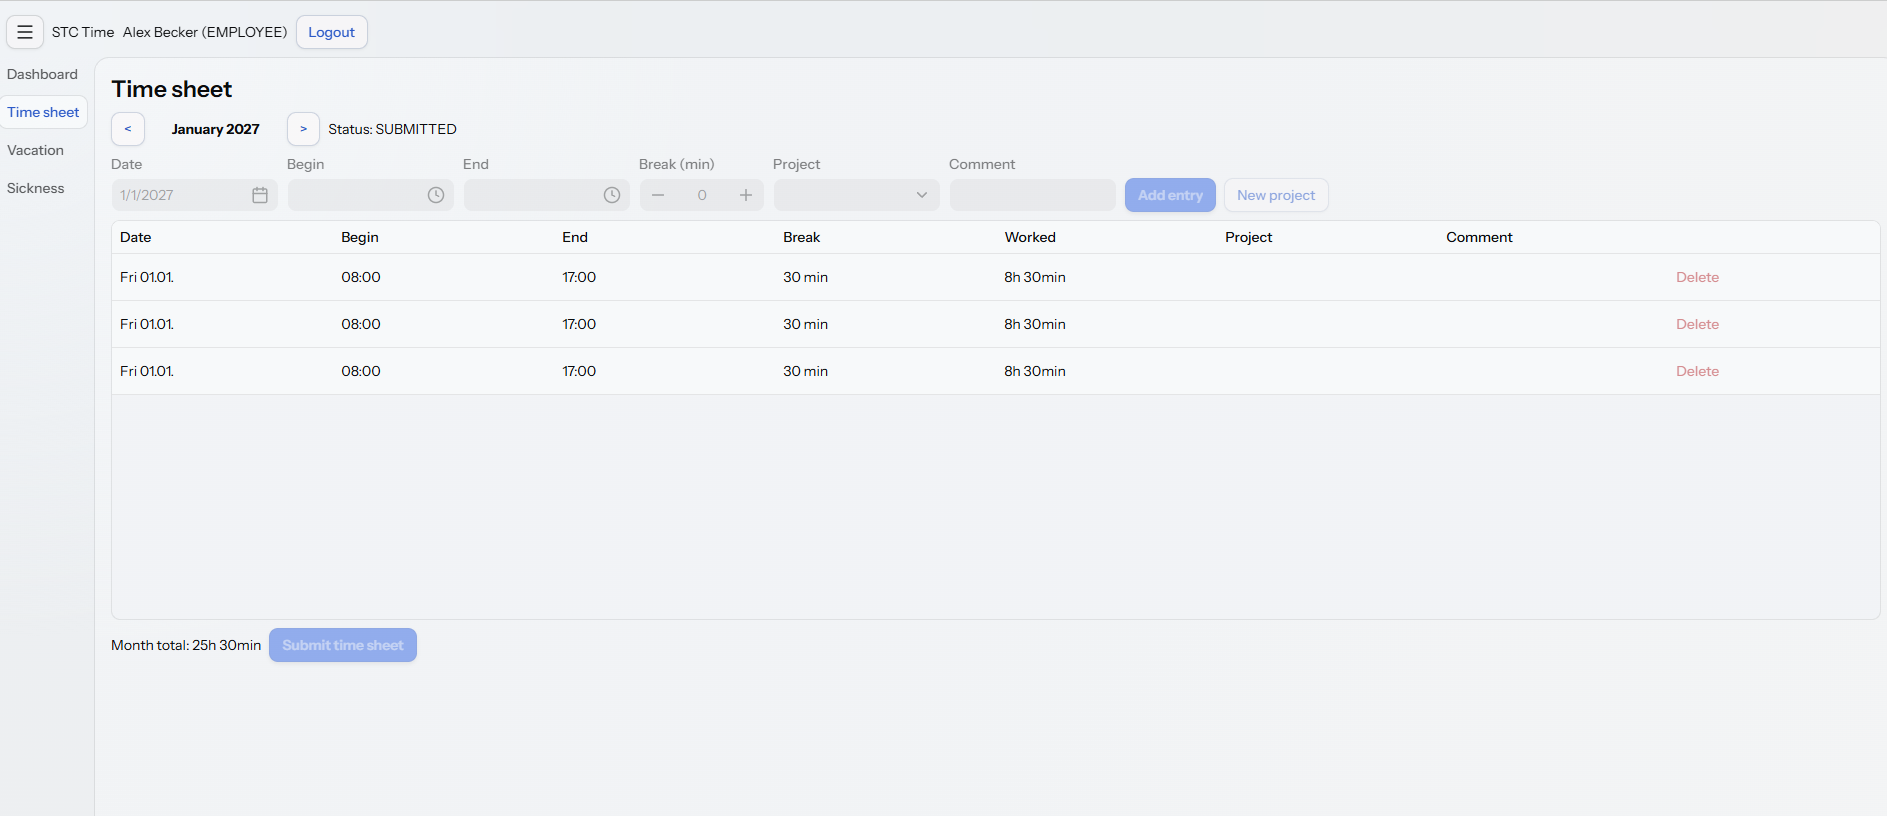 STC Time Alex Becker (EMPLOYEE) Logout
Dashboard
Time sheet
Vacation
Sickness
Time sheet
< January 2027 > Status: SUBMITTED
Date Begin End Break (min) Project Comment
1/1/2027 0 Add entry New project
Date Begin End Break Worked Project Comment
Fri 01.01. 08:00 17:00 30 min 8h 30min Delete
Fri 01.01. 08:00 17:00 30 min 8h 30min Delete
Fri 01.01. 08:00 17:00 30 min 8h 30min Delete
Month total: 25h 30min Submit time sheet